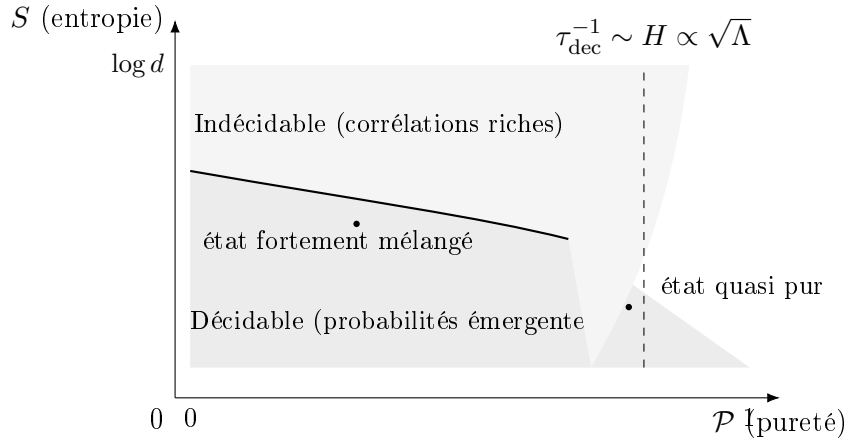 S (entropie)
τ_dec^{-1} ∼ H ∝ √Λ
log d
Indécidable (corrélations riches)
état fortement mélangé
état quasi pur
Décidable (probabilités émergente
0 0
1
P (pureté)